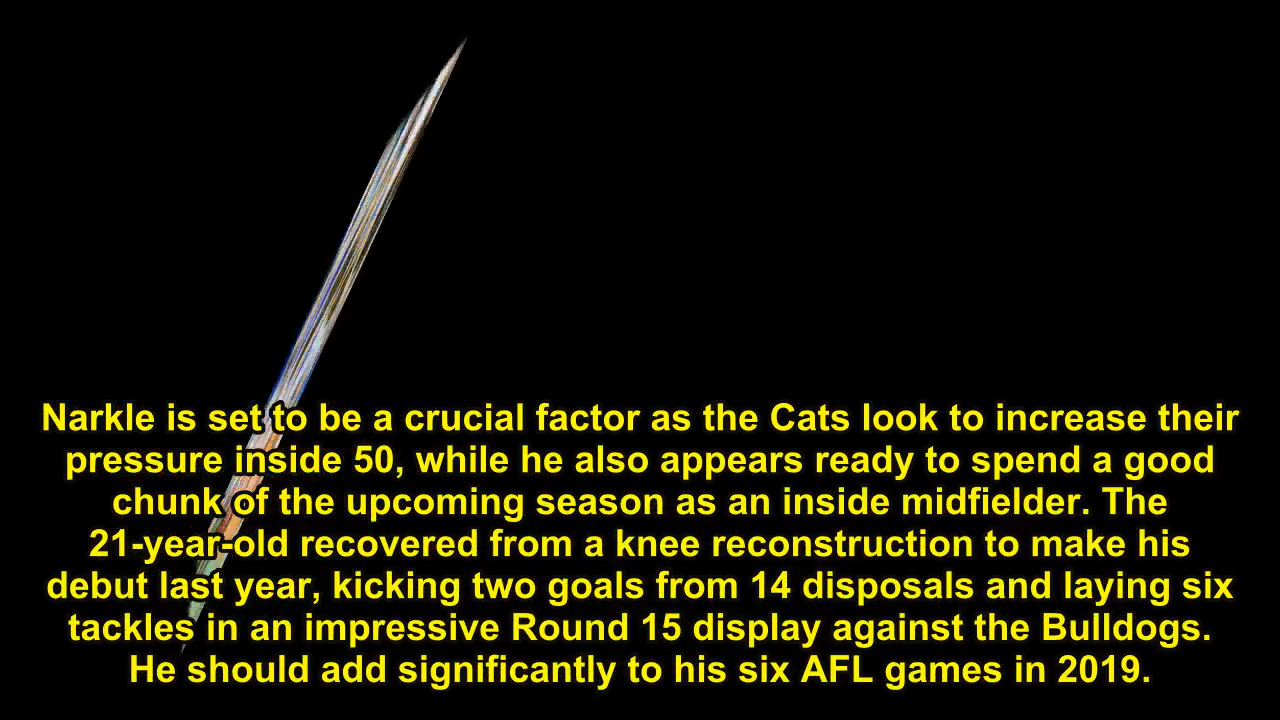 Narkle is set to be a crucial factor as the Cats look to increase their
pressure inside 50, while he also appears ready to spend a good
chunk of the upcoming season as an inside midfielder. The
21-year-old recovered from a knee reconstruction to make his
debut last year, kicking two goals from 14 disposals and laying six
tackles in an impressive Round 15 display against the Bulldogs.
He should add significantly to his six AFL games in 2019.